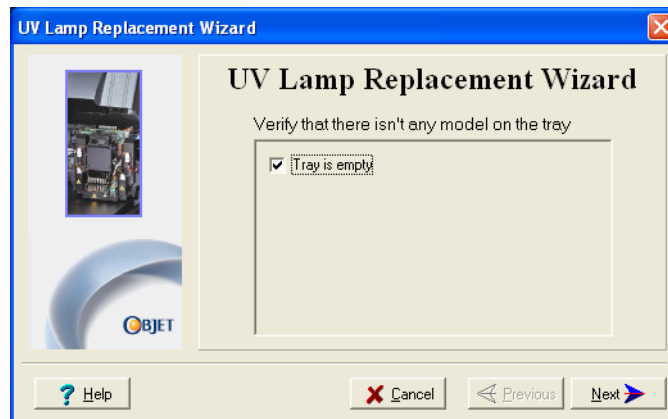 UV Lamp Replacement Wizard
UV Lamp Replacement Wizard
Verify that there isn't any model on the tray
Tray is empty
OBJET
Help
Cancel
Previous
Next